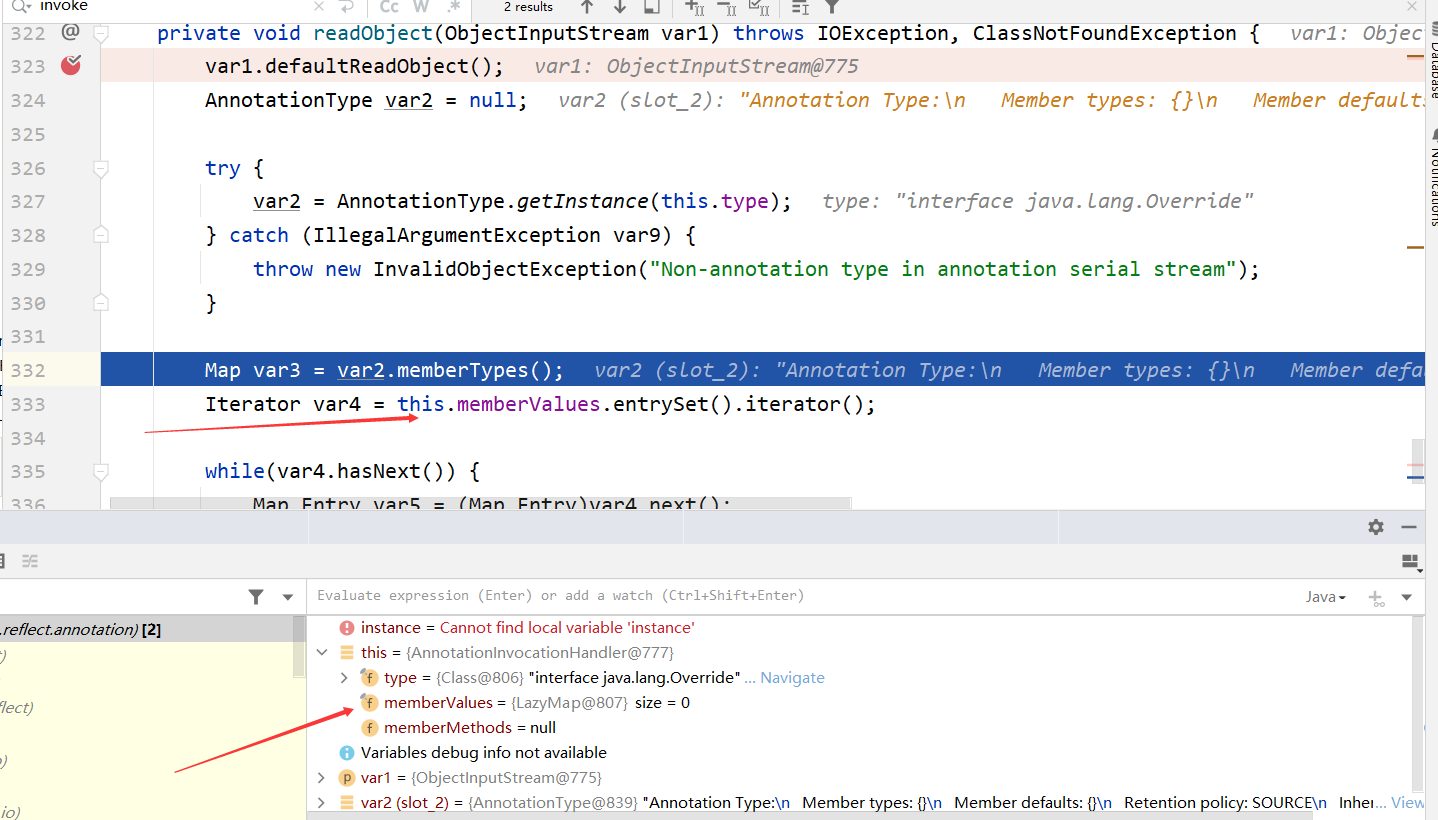 invoke
Cc W .*
2 results
322 @ private void readObject(ObjectInputStream var1) throws IOException, ClassNotFoundException { var1: Objec
323 var1.defaultReadObject(); var1: ObjectInputStream@775
324 AnnotationType var2 = null; var2 (slot_2): "Annotation Type:\n Member types: {}\n Member defaults
325
326 try {
327 var2 = AnnotationType.getInstance(this.type); type: "interface java.lang.Override"
328 } catch (IllegalArgumentException var9) {
329 throw new InvalidObjectException("Non-annotation type in annotation serial stream");
330 }
331
332 Map var3 = var2.memberTypes(); var2 (slot_2): "Annotation Type:\n Member types: {}\n Member defau
333 Iterator var4 = this.memberValues.entrySet().iterator();
334
335 while(var4.hasNext()) {
336 Map.Entry var5 = (Map.Entry)var4.next();
Database
Notifications
Evaluate expression (Enter) or add a watch (Ctrl+Shift+Enter)
Java
.reflect.annotation) [2]
t)
flect)
o)
io)
instance = Cannot find local variable 'instance'
this = {AnnotationInvocationHandler@777}
type = {Class@806} "interface java.lang.Override" ... Navigate
memberValues = {LazyMap@807} size = 0
memberMethods = null
Variables debug info not available
var1 = {ObjectInputStream@775}
var2 (slot_2) = {AnnotationType@839} "Annotation Type:\n Member types: {}\n Member defaults: {}\n Retention policy: SOURCE\n Inher... View